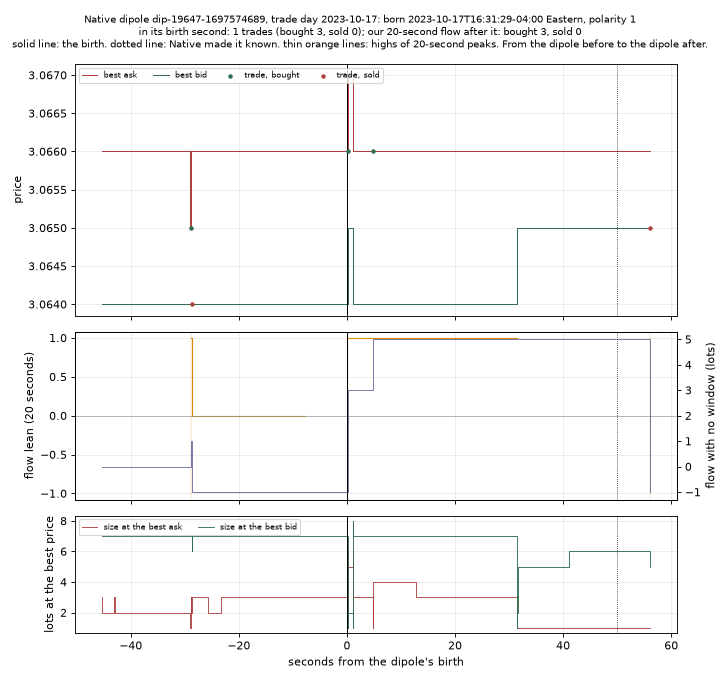 Native dipole dip-19647-1697574689, trade day 2023-10-17: born 2023-10-17T16:31:29-04:00 Eastern, polarity 1
in its birth second: 1 trades (bought 3, sold 0); our 20-second flow after it: bought 3, sold 0
solid line: the birth. dotted line: Native made it known. thin orange lines: highs of 20-second peaks. From the dipole before to the dipole after.
best ask best bid trade, bought trade, sold
3.0670
3.0665
3.0660
3.0655
3.0650
3.0645
3.0640
price
1.0
0.5
0.0
−0.5
−1.0
flow lean (20 seconds)
5
4
3
2
1
0
−1
flow with no window (lots)
size at the best ask size at the best bid
8
6
4
2
lots at the best price
−40 −20 0 20 40 60
seconds from the dipole's birth